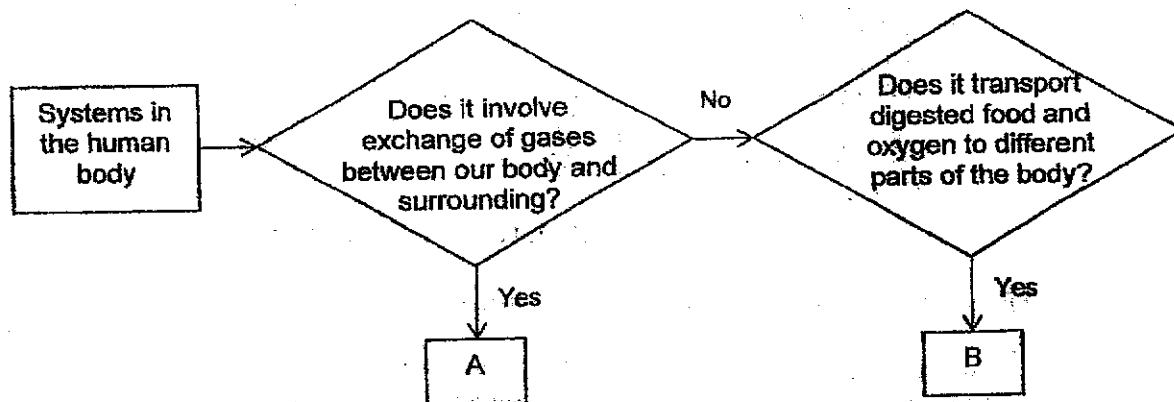 Systems in
the human
body
Does it involve
exchange of gases
between our body and
surrounding?
No
Does it transport
digested food and
oxygen to different
parts of the body?
Yes
A
Yes
B